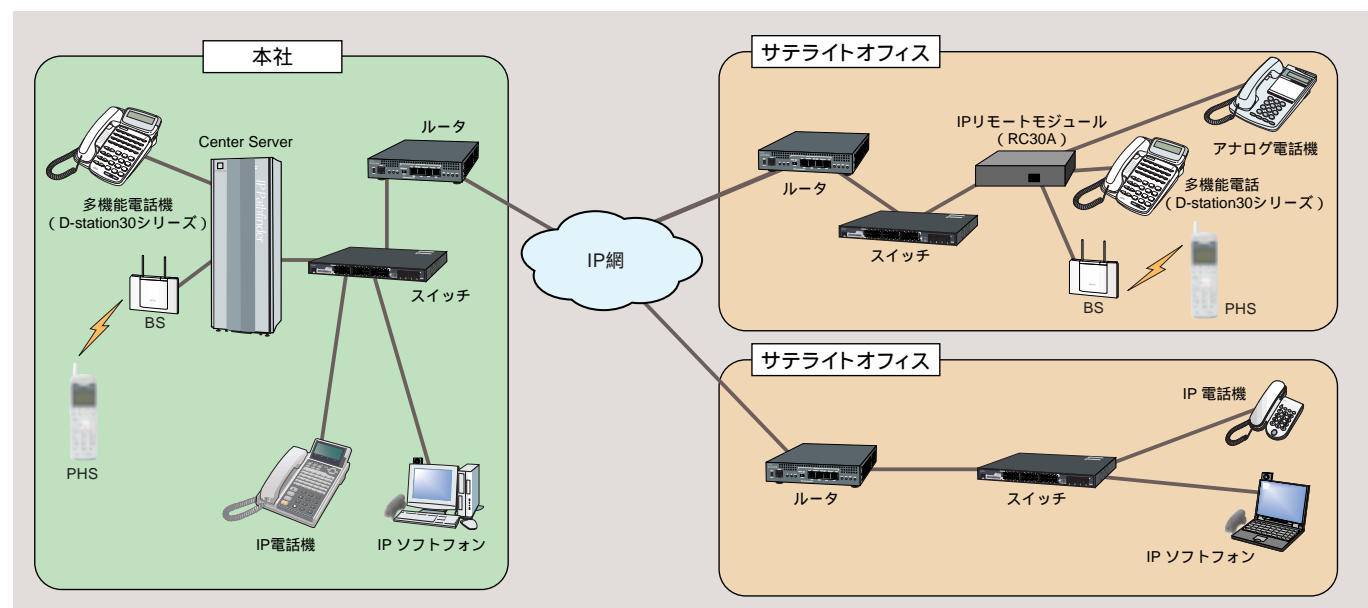 本社
サテライトオフィス
ルータ
Center Server
IPPathfinder
多機能電話機
（D-station30シリーズ）
BS
スイッチ
PHS
IP電話機
IP ソフトフォン
IP網
IPリモートモジュール
（RC30A）
アナログ電話機
ルータ
多機能電話
（D-station30シリーズ）
スイッチ
BS
PHS
サテライトオフィス
IP 電話機
ルータ
スイッチ
IP ソフトフォン